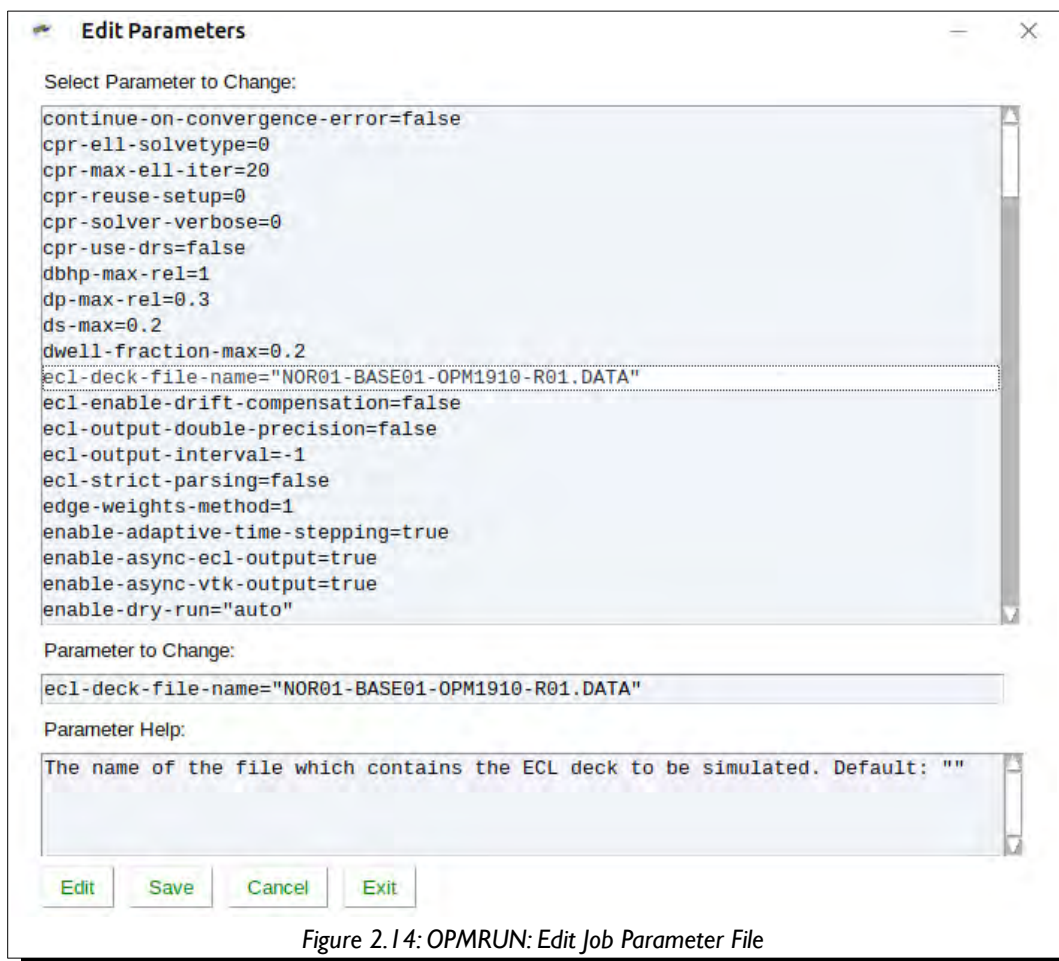 Edit Parameters
Select Parameter to Change:
continue-on-convergence-error=false
cpr-ell-solvetype=0
cpr-max-ell-iter=20
cpr-reuse-setup=0
cpr-solver-verbose=0
cpr-use-drs=false
dbhp-max-rel=1
dp-max-rel=0.3
ds-max=0.2
dwell-fraction-max=0.2
ecl-deck-file-name="NOR01-BASE01-OPM1910-R01.DATA"
ecl-enable-drift-compensation=false
ecl-output-double-precision=false
ecl-output-interval=-1
ecl-strict-parsing=false
edge-weights-method=1
enable-adaptive-time-stepping=true
enable-async-ecl-output=true
enable-async-vtk-output=true
enable-dry-run="auto"
Parameter to Change:
ecl-deck-file-name="NOR01-BASE01-OPM1910-R01.DATA"
Parameter Help:
The name of the file which contains the ECL deck to be simulated. Default: ""
Edit Save Cancel Exit
Figure 2.14: OPMRUN: Edit Job Parameter File